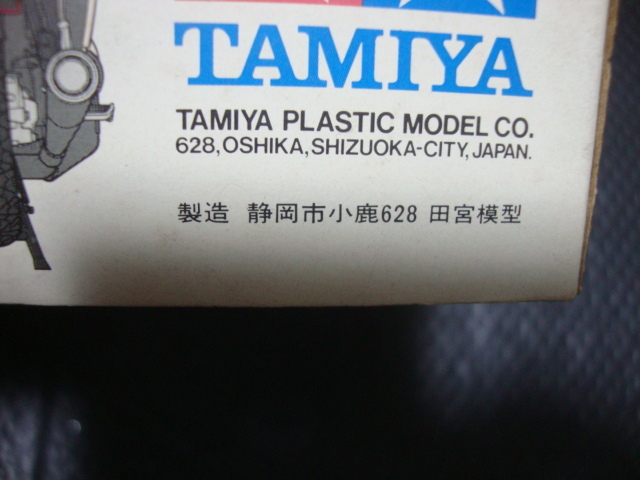 TAMIYA
TAMIYA PLASTIC MODEL CO.
628, OSHIKA, SHIZUOKA-CITY, JAPAN.
製造 静岡市小鹿628 田宮模型